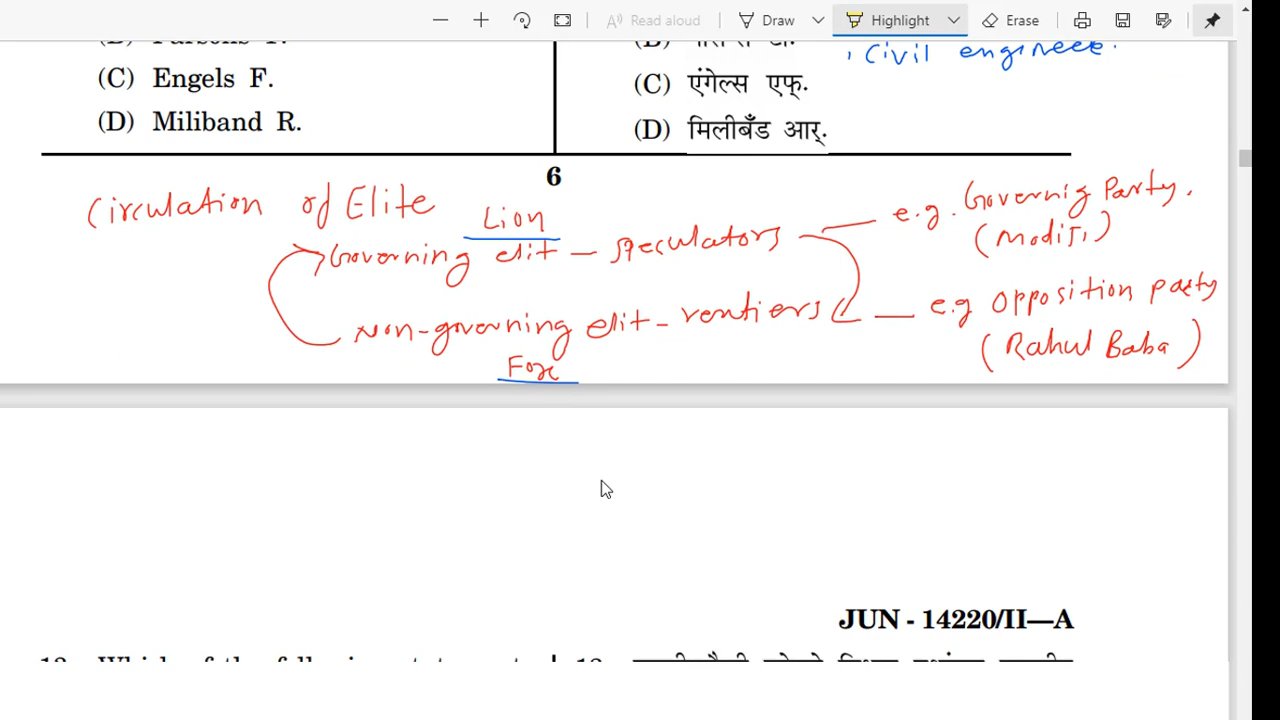 Read aloud Draw Highlight Erase
, Civil engineer.
(C) Engels F.
(C) एंगेल्स एफ्.
(D) Miliband R.
(D) मिलीबँड आर्.
6
Circulation of Elite
Lion
Governing elit - speculators
e.g. Governig Party.
(Modiji)
Non-governing elit - rentiers
e.g Opposition party
(Rahul Baba)
Fox
JUN - 14220/II—A